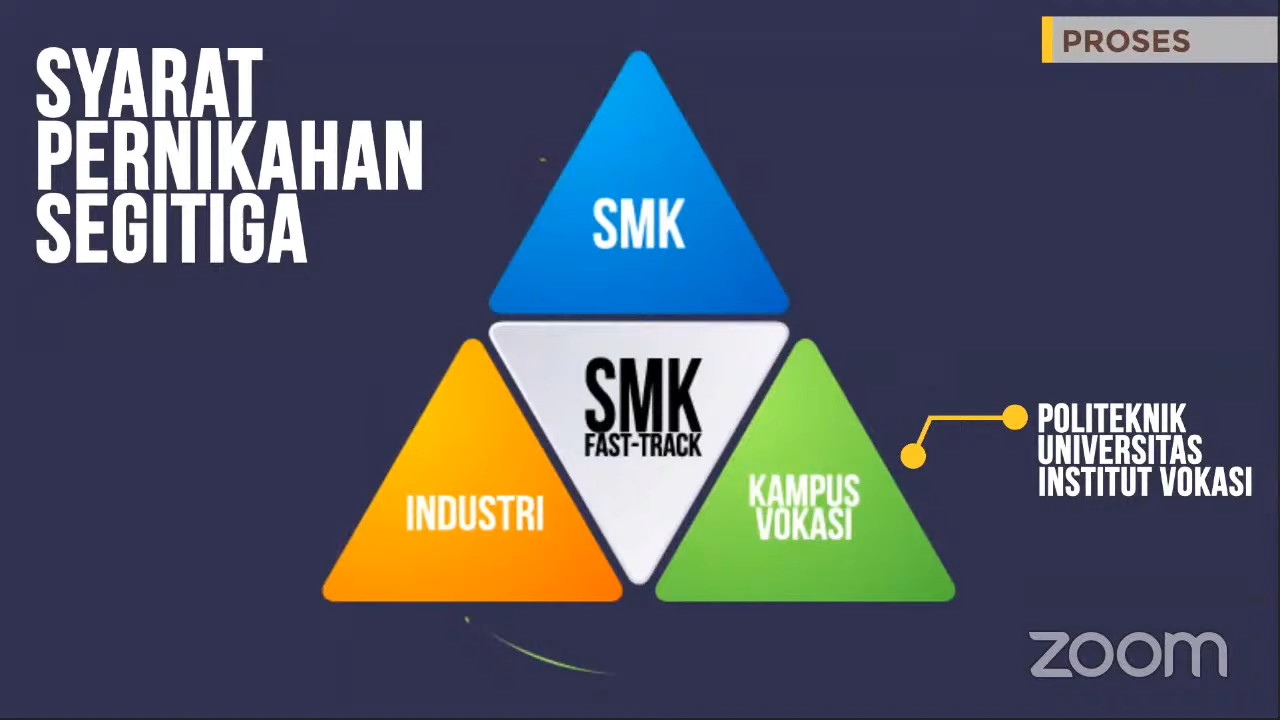 SYARAT
PERNIKAHAN
SEGITIGA
PROSES
SMK
SMK
FAST-TRACK
INDUSTRI
KAMPUS
VOKASI
POLITEKNIK
UNIVERSITAS
INSTITUT VOKASI
zoom